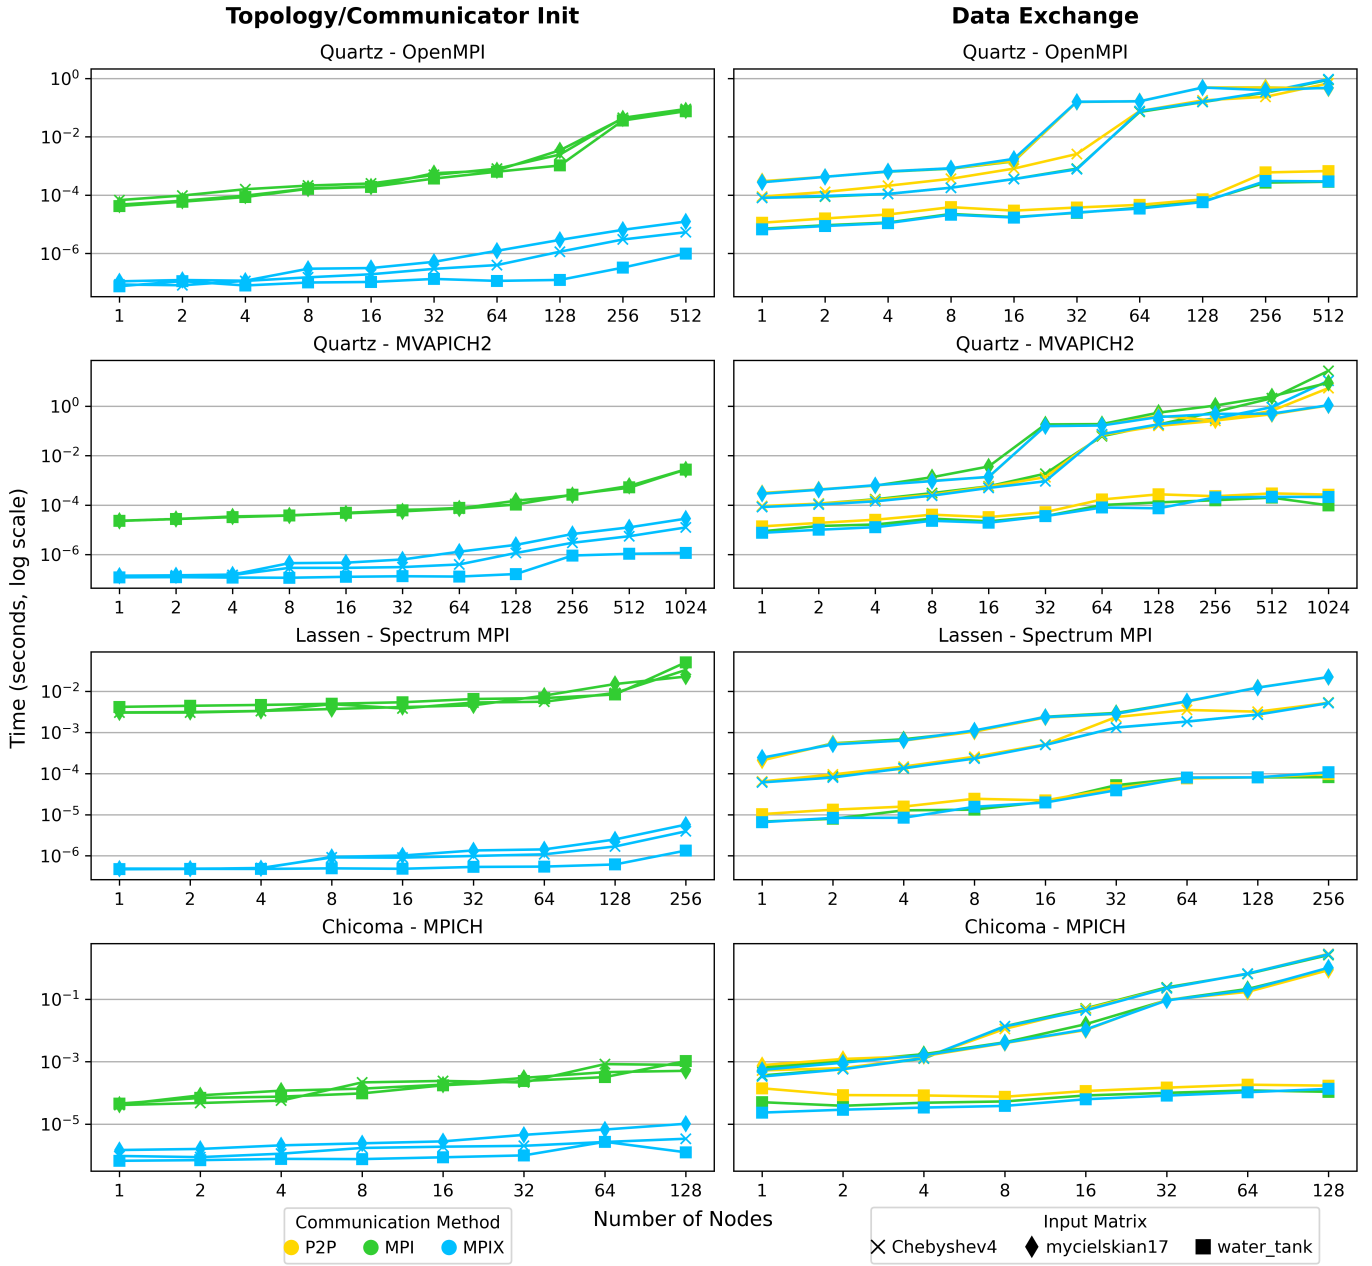 Topology/Communicator Init
Data Exchange
Quartz - OpenMPI
Quartz - OpenMPI
10⁰
10⁻²
10⁻⁴
10⁻⁶
1 2 4 8 16 32 64 128 256 512
1 2 4 8 16 32 64 128 256 512
Quartz - MVAPICH2
Quartz - MVAPICH2
10⁰
10⁻²
10⁻⁴
10⁻⁶
1 2 4 8 16 32 64 128 256 512 1024
1 2 4 8 16 32 64 128 256 512 1024
Time (seconds, log scale)
Lassen - Spectrum MPI
Lassen - Spectrum MPI
10⁻²
10⁻³
10⁻⁴
10⁻⁵
10⁻⁶
1 2 4 8 16 32 64 128 256
1 2 4 8 16 32 64 128 256
Chicoma - MPICH
Chicoma - MPICH
10⁻¹
10⁻³
10⁻⁵
1 2 4 8 16 32 64 128
1 2 4 8 16 32 64 128
Number of Nodes
Communication Method
P2P MPI MPIX
Input Matrix
Chebyshev4 mycielskian17 water_tank